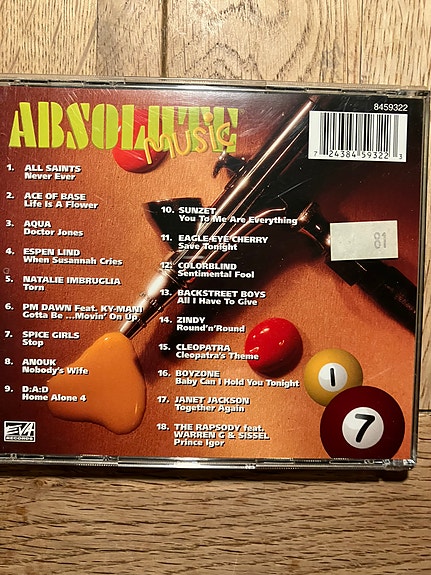 ABSOLUTE
MUSIC
8459322
7 24384 59322 3
81
1. ALL SAINTS
Never Ever
2. ACE OF BASE
Life Is A Flower
3. AQUA
Doctor Jones
4. ESPEN LIND
When Susannah Cries
5. NATALIE IMBRUGLIA
Torn
6. PM DAWN Feat. KY-MANI
Gotta Be ...Movin' On Up
7. SPICE GIRLS
Stop
8. ANOUK
Nobody's Wife
9. D:A:D
Home Alone 4
10. SUNZET
You To Me Are Everything
11. EAGLE-EYE CHERRY
Save Tonight
12. COLORBLIND
Sentimental Fool
13. BACKSTREET BOYS
All I Have To Give
14. ZINDY
Round'n'Round
15. CLEOPATRA
Cleopatra's Theme
16. BOYZONE
Baby Can I Hold You Tonight
17. JANET JACKSON
Together Again
18. THE RAPSODY feat.
WARREN G & SISSEL
Prince Igor
1
7
EVA
RECORDS